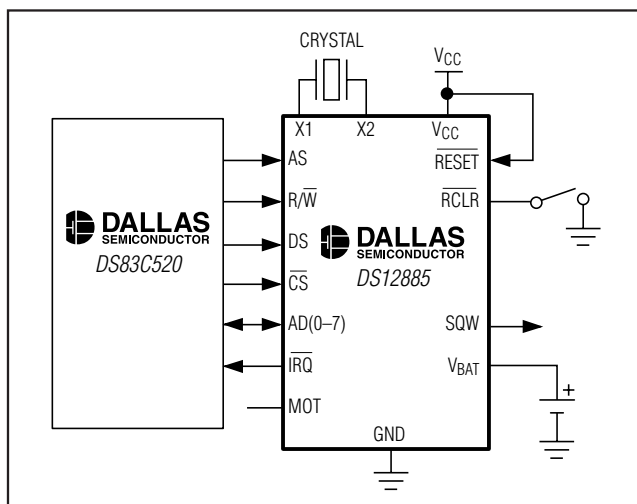 CRYSTAL
VCC
X1
X2
VCC
AS
RESET
R/W
RCLR
DALLAS
SEMICONDUCTOR
DS83C520
DS
DALLAS
SEMICONDUCTOR
DS12885
CS
AD(0–7)
SQW
IRQ
VBAT
+
MOT
GND